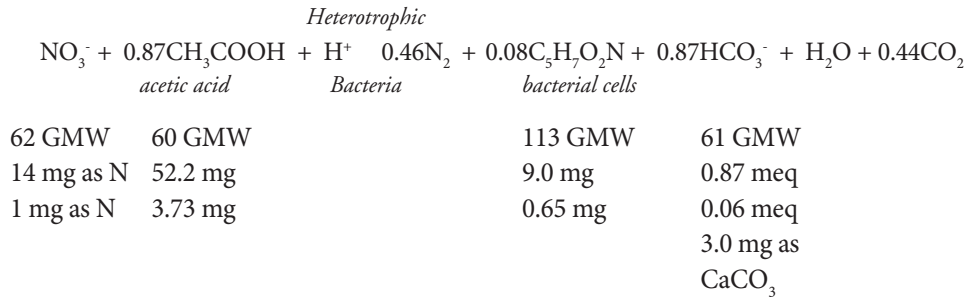 Heterotrophic
NO₃⁻ + 0.87CH₃COOH + H⁺ 0.46N₂ + 0.08C₅H₇O₂N + 0.87HCO₃⁻ + H₂O + 0.44CO₂
acetic acid Bacteria bacterial cells
62 GMW 60 GMW 113 GMW 61 GMW
14 mg as N 52.2 mg 9.0 mg 0.87 meq
1 mg as N 3.73 mg 0.65 mg 0.06 meq
3.0 mg as
CaCO₃